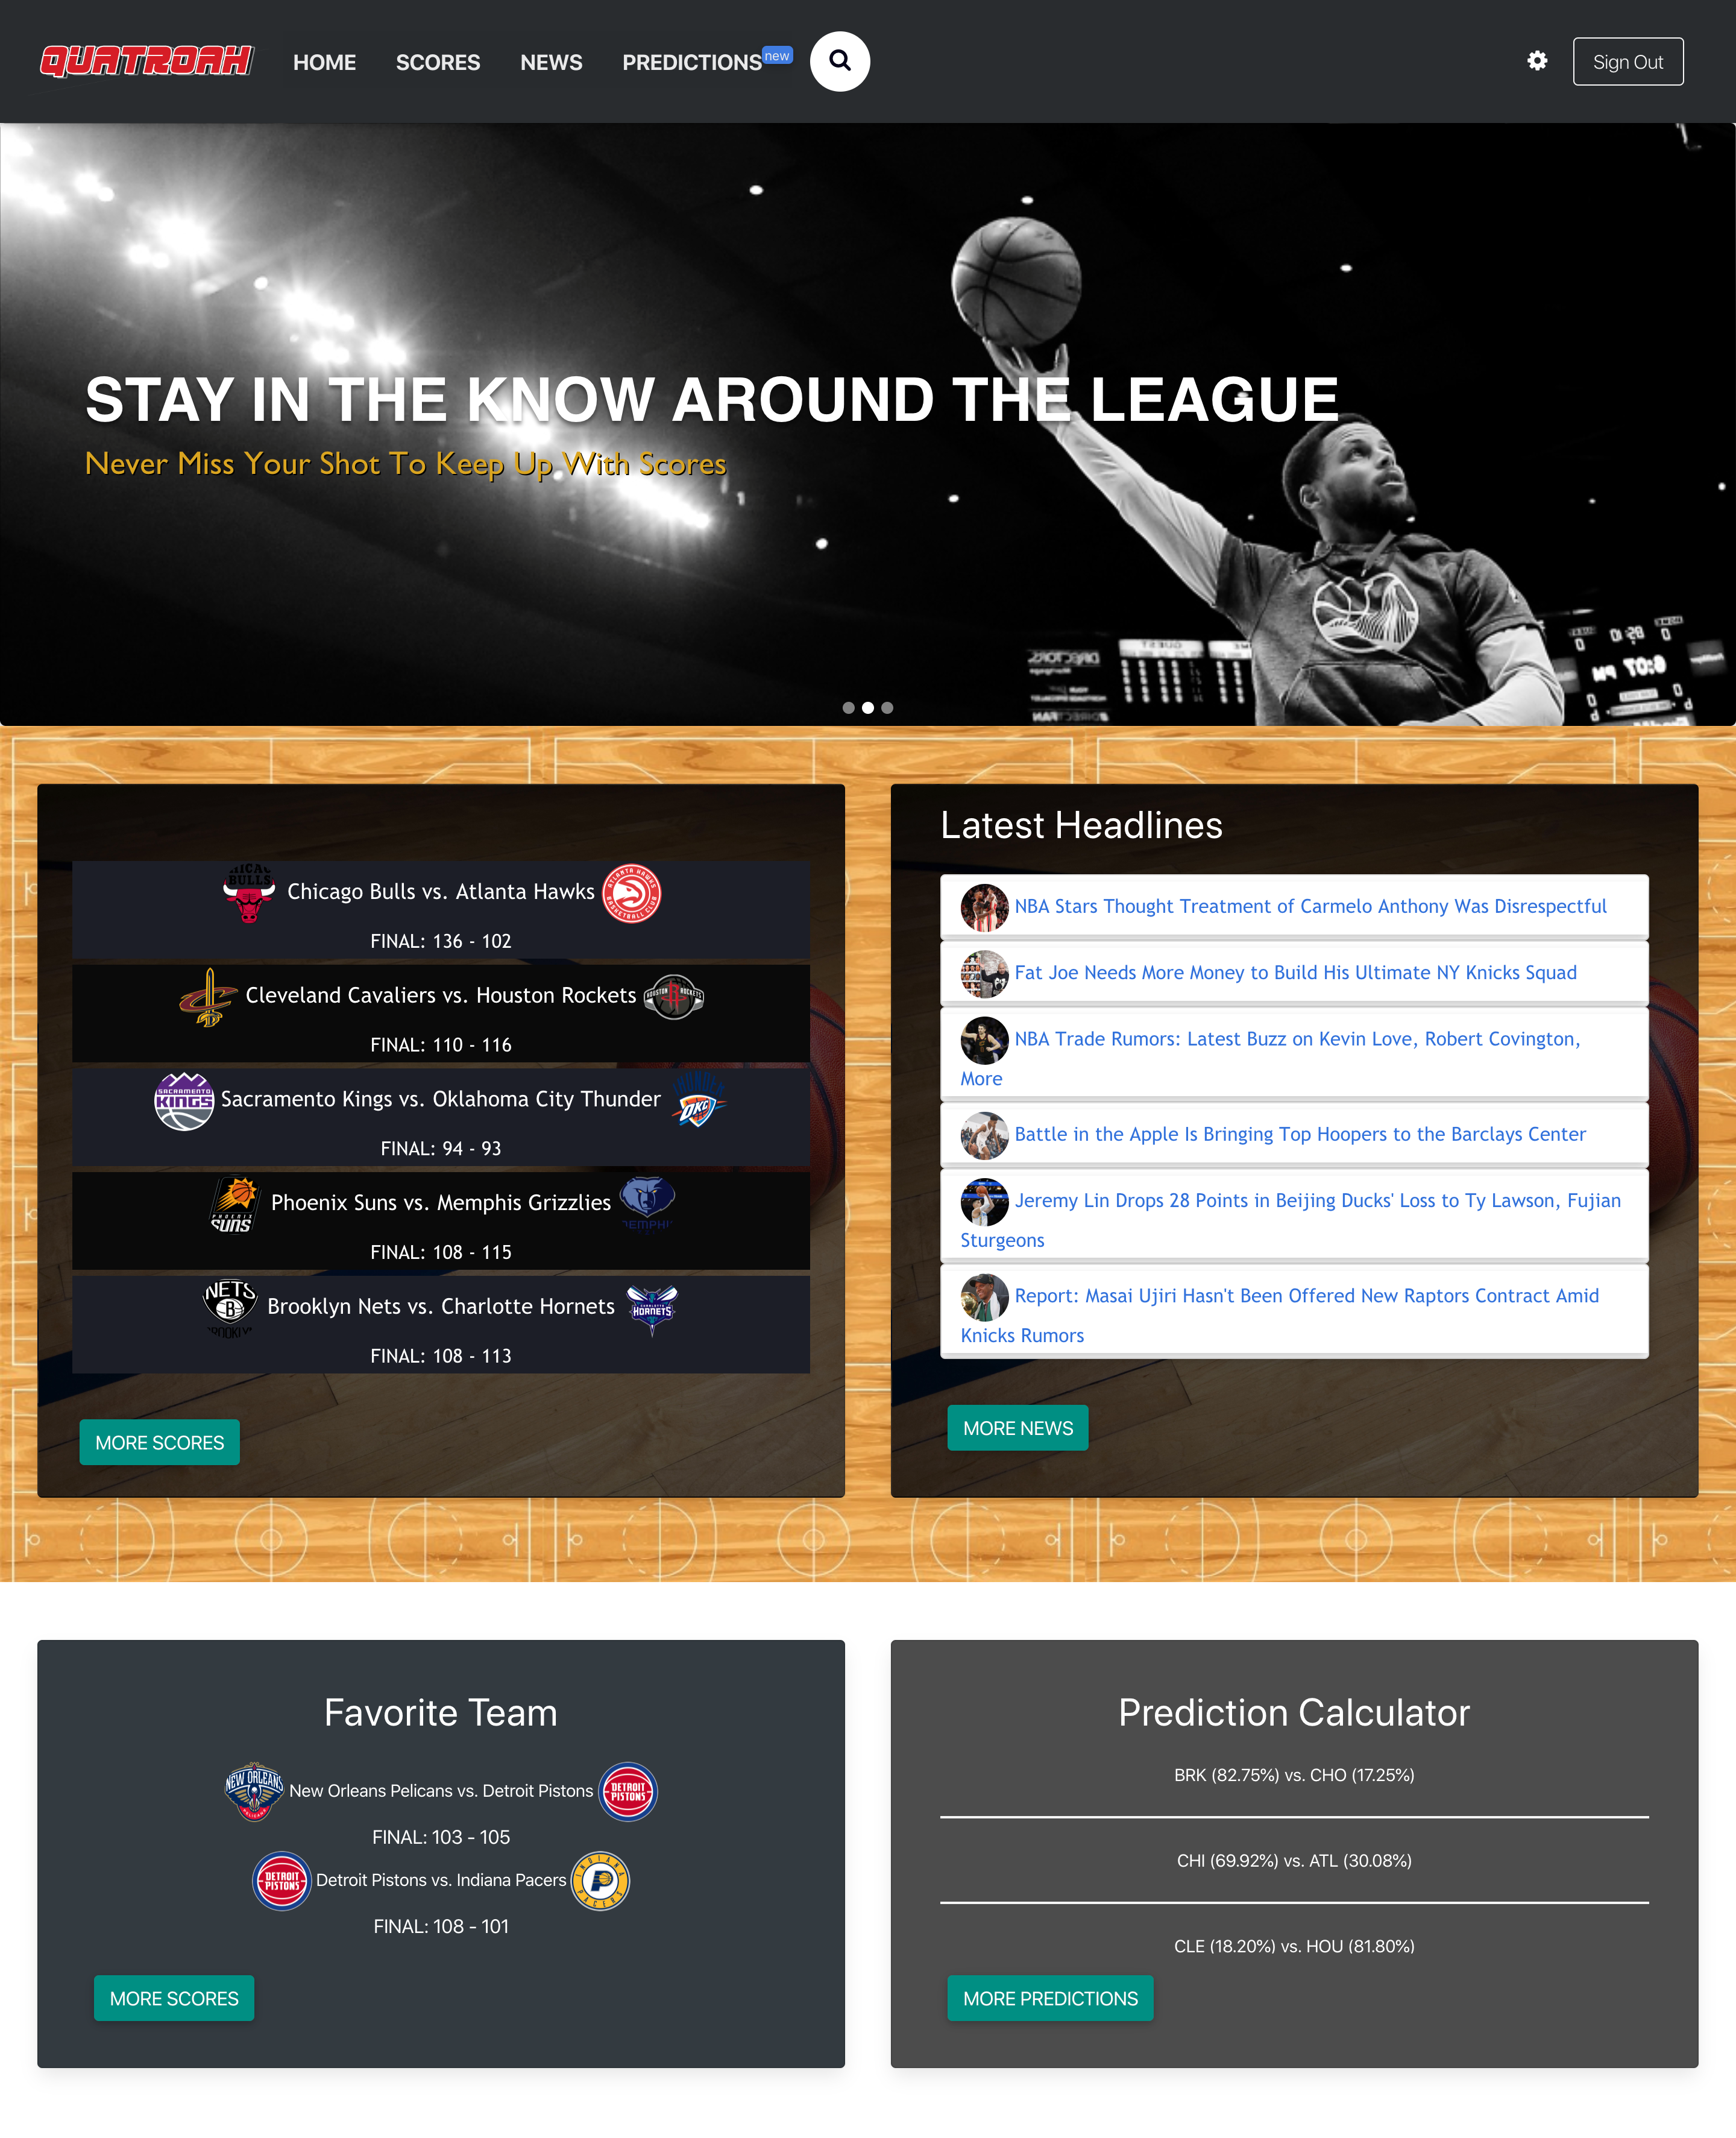 QUATROAH
HOME
SCORES
NEWS
PREDICTIONS new
Sign Out
STAY IN THE KNOW AROUND THE LEAGUE
Never Miss Your Shot To Keep Up With Scores
Chicago Bulls vs. Atlanta Hawks
FINAL: 136 - 102
Cleveland Cavaliers vs. Houston Rockets
FINAL: 110 - 116
Sacramento Kings vs. Oklahoma City Thunder
FINAL: 94 - 93
Phoenix Suns vs. Memphis Grizzlies
FINAL: 108 - 115
Brooklyn Nets vs. Charlotte Hornets
FINAL: 108 - 113
MORE SCORES
Latest Headlines
NBA Stars Thought Treatment of Carmelo Anthony Was Disrespectful
Fat Joe Needs More Money to Build His Ultimate NY Knicks Squad
NBA Trade Rumors: Latest Buzz on Kevin Love, Robert Covington,
More
Battle in the Apple Is Bringing Top Hoopers to the Barclays Center
Jeremy Lin Drops 28 Points in Beijing Ducks' Loss to Ty Lawson, Fujian
Sturgeons
Report: Masai Ujiri Hasn't Been Offered New Raptors Contract Amid
Knicks Rumors
MORE NEWS
Favorite Team
New Orleans Pelicans vs. Detroit Pistons
FINAL: 103 - 105
Detroit Pistons vs. Indiana Pacers
FINAL: 108 - 101
MORE SCORES
Prediction Calculator
BRK (82.75%) vs. CHO (17.25%)
CHI (69.92%) vs. ATL (30.08%)
CLE (18.20%) vs. HOU (81.80%)
MORE PREDICTIONS